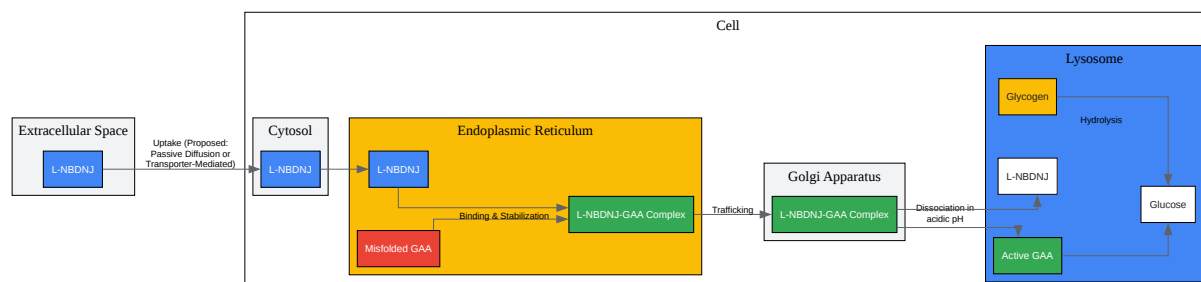 Cell
Extracellular Space
L-NBDNJ
Uptake (Proposed:
Passive Diffusion or
Transporter-Mediated)
Cytosol
L-NBDNJ
Endoplasmic Reticulum
L-NBDNJ
Misfolded GAA
Binding & Stabilization
L-NBDNJ-GAA Complex
Trafficking
Golgi Apparatus
L-NBDNJ-GAA Complex
Dissociation in
acidic pH
Lysosome
Glycogen
Hydrolysis
L-NBDNJ
Glucose
Active GAA